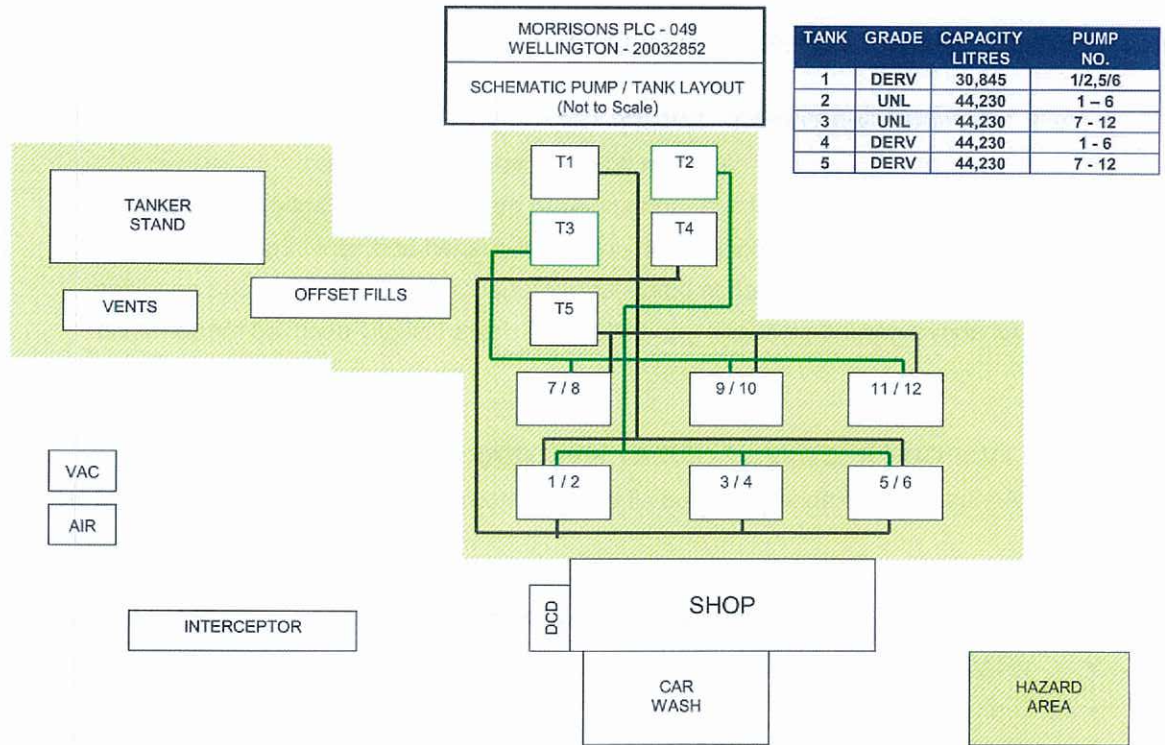 MORRISONS PLC - 049
WELLINGTON - 20032852
SCHEMATIC PUMP / TANK LAYOUT
(Not to Scale)
TANK GRADE CAPACITY LITRES PUMP NO.
1 DERV 30,845 1/2,5/6
2 UNL 44,230 1 – 6
3 UNL 44,230 7 - 12
4 DERV 44,230 1 - 6
5 DERV 44,230 7 - 12
T1 T2
TANKER
STAND
T3 T4
VENTS
OFFSET FILLS
T5
7 / 8 9 / 10 11 / 12
VAC
1 / 2 3 / 4 5 / 6
AIR
DCD
SHOP
INTERCEPTOR
CAR
WASH
HAZARD
AREA